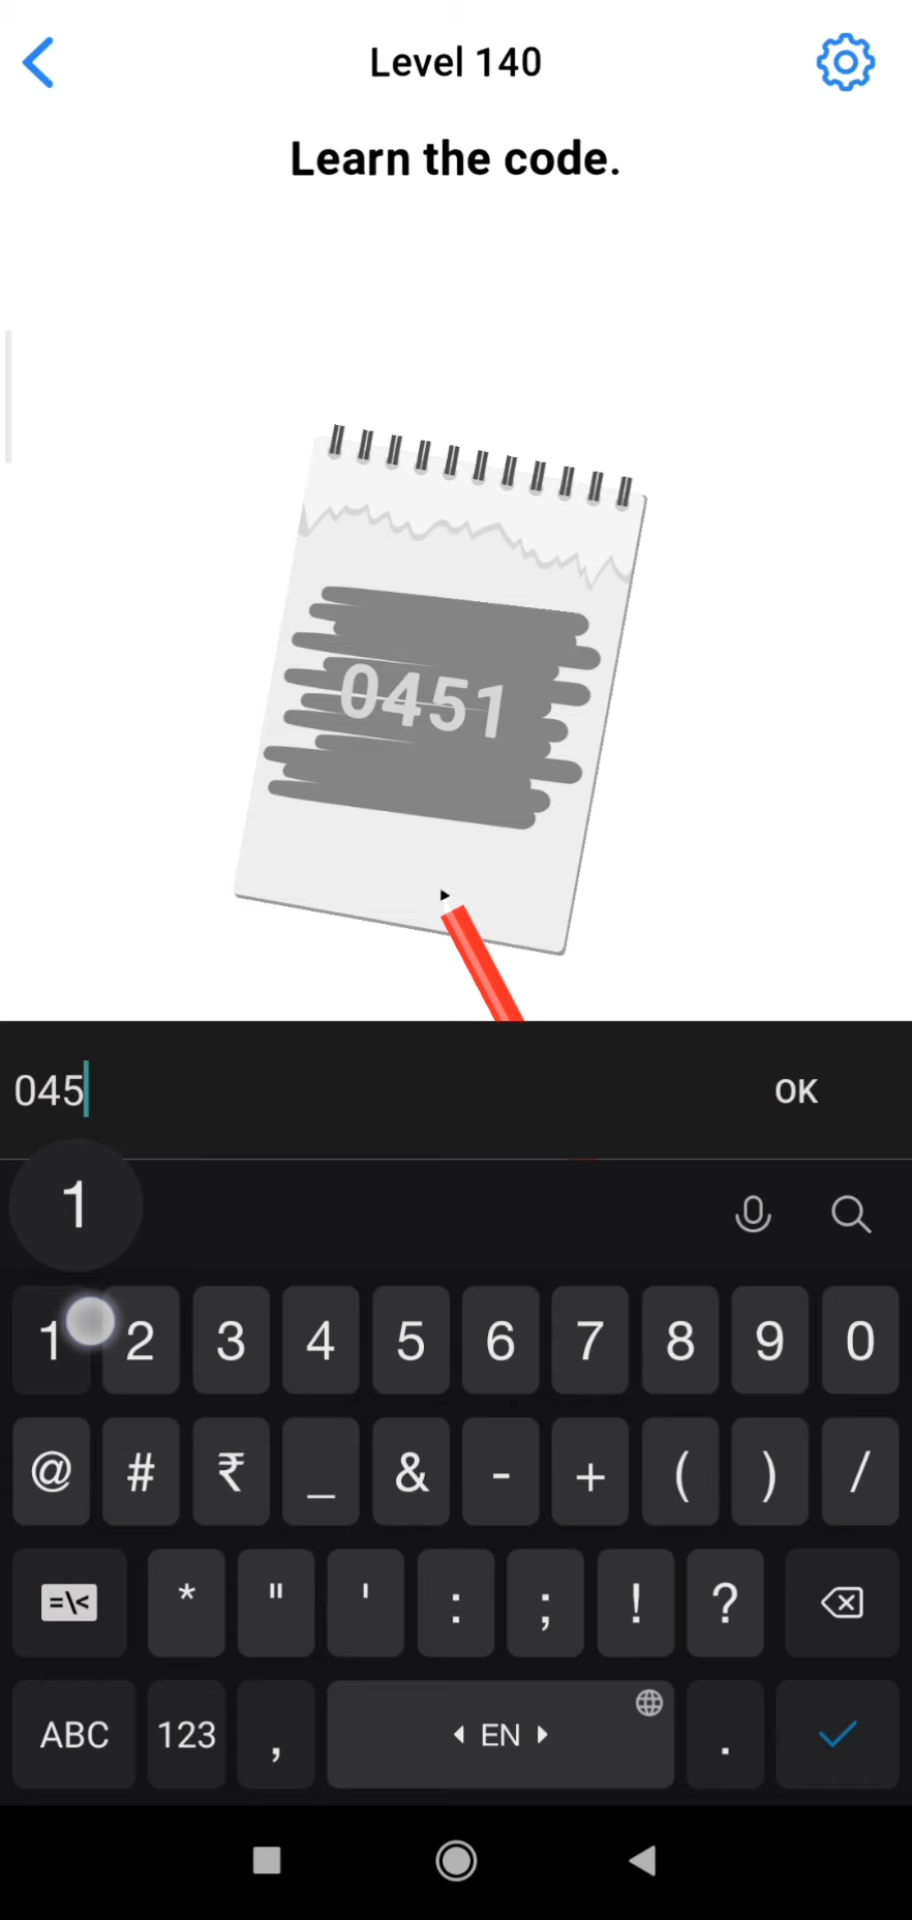 Level 140
Learn the code.
0451
045
OK
1
1 2 3 4 5 6 7 8 9 0
@ # ₹ _ & - + ( ) /
=\< * " ' : ; ! ?
ABC 123 , EN .